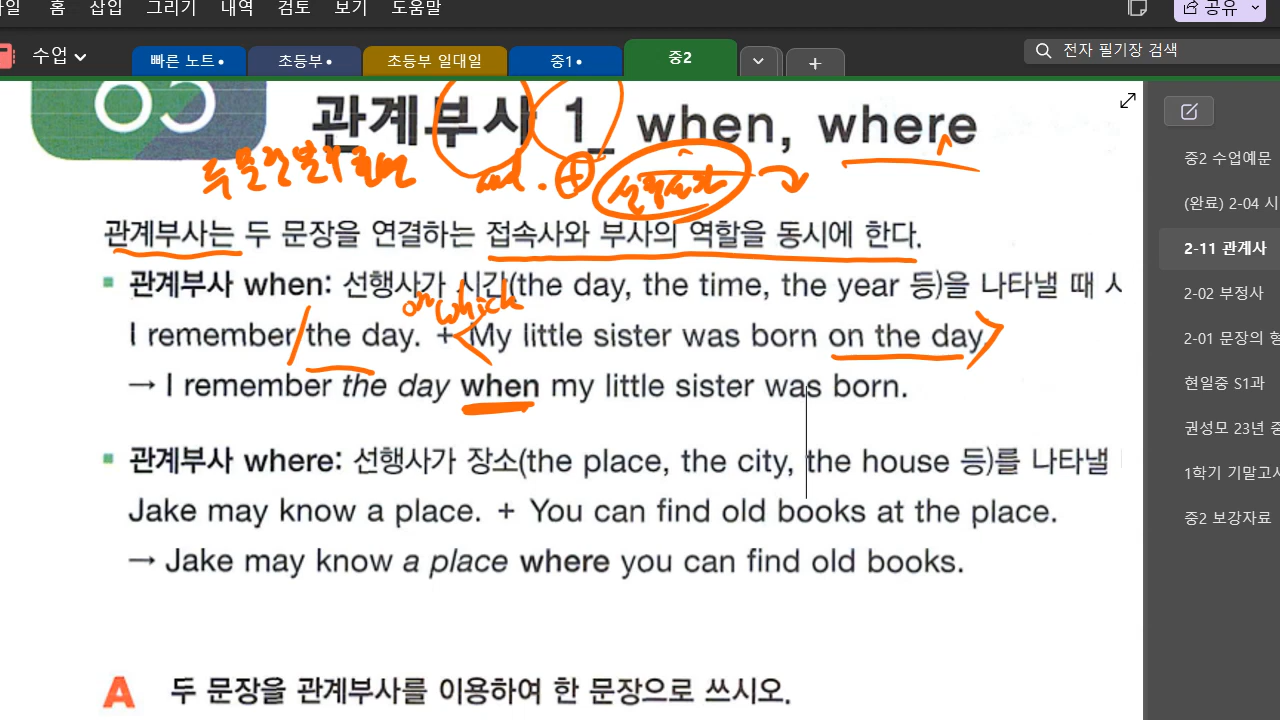 파일 홈 삽입 그리기 내역 검토 보기 도움말 공유
수업 빠른 노트 • 초등부 • 초등부 일대일 중1 • 중2 + 전자 필기장 검색
관계부사 1_ when, where
and. +
관계부사는 두 문장을 연결하는 접속사와 부사의 역할을 동시에 한다.
관계부사 when: 선행사가 시간(the day, the time, the year 등)을 나타낼 때
on which
I remember the day. + My little sister was born on the day
→ I remember the day when my little sister was born.
관계부사 where: 선행사가 장소(the place, the city, the house 등)를 나타낼
Jake may know a place. + You can find old books at the place.
→ Jake may know a place where you can find old books.
A 두 문장을 관계부사를 이용하여 한 문장으로 쓰시오.
중2 수업예문
(완료) 2-04 시
2-11 관계사
2-02 부정사
2-01 문장의 형
현일중 S1과
권성모 23년 중
1학기 기말고사
중2 보강자료